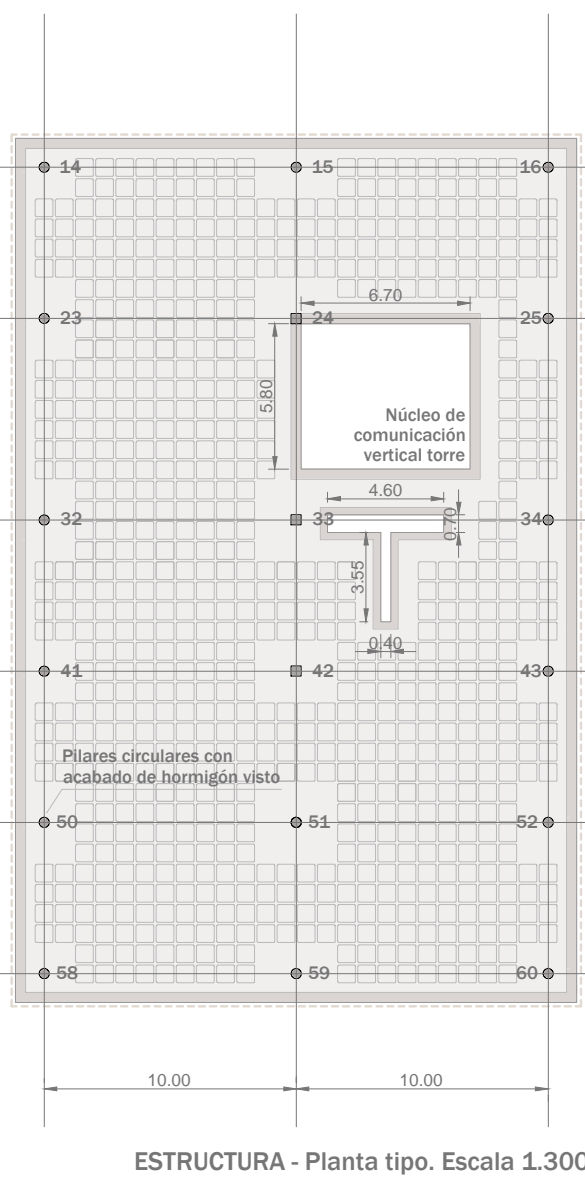 14 15 16
6.70
23 24 25
5.80
Núcleo de
comunicación
vertical torre
4.60
32 33 0.70 34
3.55
0.40
41 42 43
Pilares circulares con
acabado de hormigón visto
50 51 52
58 59 60
10.00 10.00
ESTRUCTURA - Planta tipo. Escala 1.300